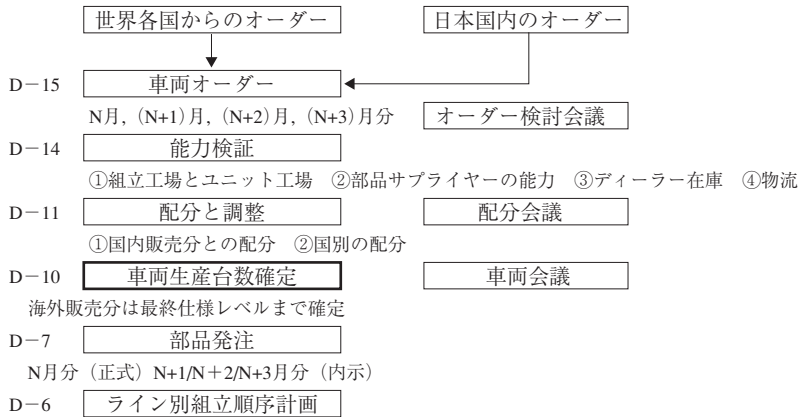 世界各国からのオーダー 日本国内のオーダー
D－15 車両オーダー
N月, (N+1)月, (N+2)月, (N+3)月分 オーダー検討会議
D－14 能力検証
①組立工場とユニット工場 ②部品サプライヤーの能力 ③ディーラー在庫 ④物流
D－11 配分と調整 配分会議
①国内販売分との配分 ②国別の配分
D－10 車両生産台数確定 車両会議
海外販売分は最終仕様レベルまで確定
D－7 部品発注
N月分（正式）N+1/N＋2/N+3月分（内示）
D－6 ライン別組立順序計画